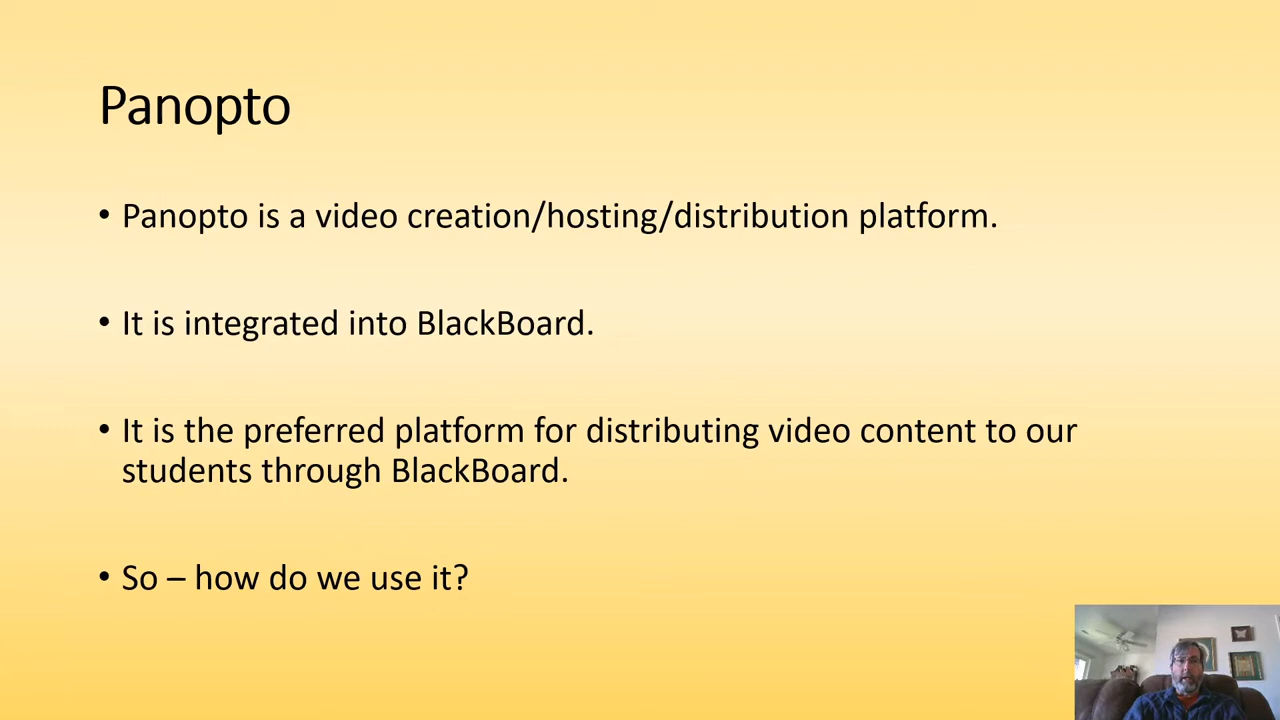 Panopto
• Panopto is a video creation/hosting/distribution platform.
• It is integrated into BlackBoard.
• It is the preferred platform for distributing video content to our
students through BlackBoard.
• So – how do we use it?